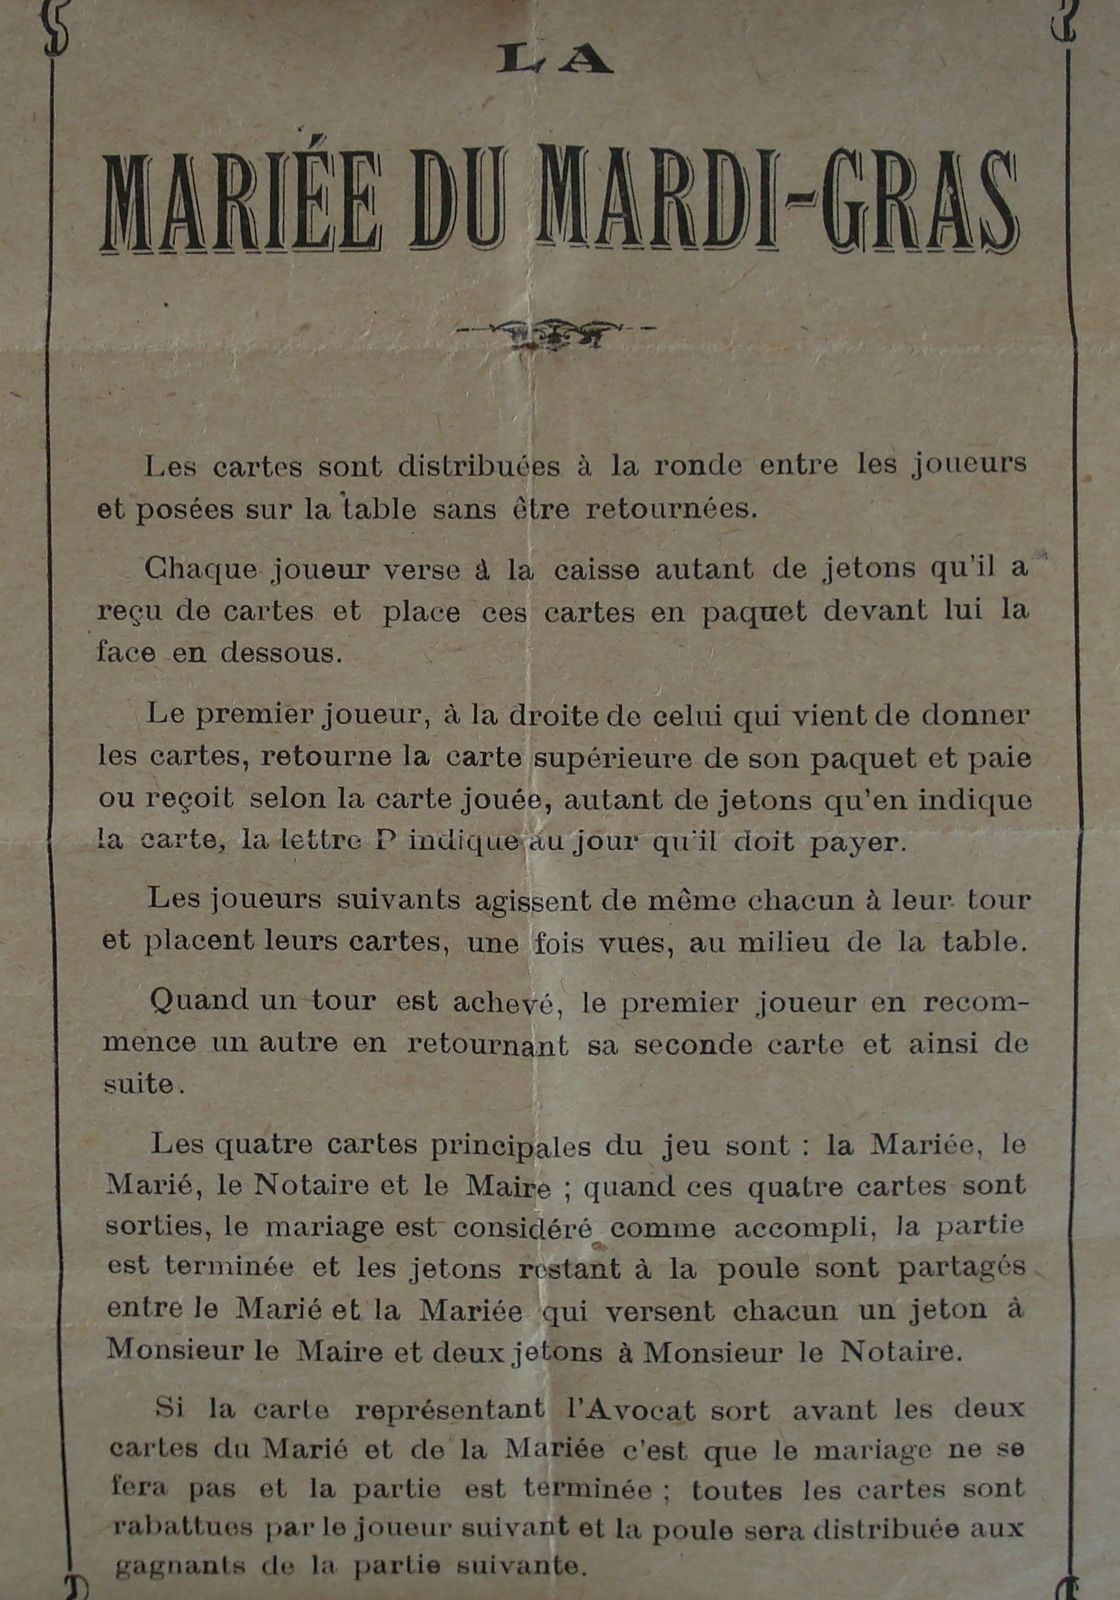 LA
MARIÉE DU MARDI-GRAS
Les cartes sont distribuées à la ronde entre les joueurs
et posées sur la table sans être retournées.
Chaque joueur verse à la caisse autant de jetons qu'il a
reçu de cartes et place ces cartes en paquet devant lui la
face en dessous.
Le premier joueur, à la droite de celui qui vient de donner
les cartes, retourne la carte supérieure de son paquet et paie
ou reçoit selon la carte jouée, autant de jetons qu'en indique
la carte, la lettre P indique au jour qu'il doit payer.
Les joueurs suivants agissent de même chacun à leur tour
et placent leurs cartes, une fois vues, au milieu de la table.
Quand un tour est achevé, le premier joueur en recom-
mence un autre en retournant sa seconde carte et ainsi de
suite.
Les quatre cartes principales du jeu sont : la Mariée, le
Marié, le Notaire et le Maire ; quand ces quatre cartes sont
sorties, le mariage est considéré comme accompli, la partie
est terminée et les jetons restant à la poule sont partagés
entre le Marié et la Mariée qui versent chacun un jeton à
Monsieur le Maire et deux jetons à Monsieur le Notaire.
Si la carte représentant l'Avocat sort avant les deux
cartes du Marié et de la Mariée c'est que le mariage ne se
fera pas et la partie est terminée ; toutes les cartes sont
rabattues par le joueur suivant et la poule sera distribuée aux
gagnants de la partie suivante.